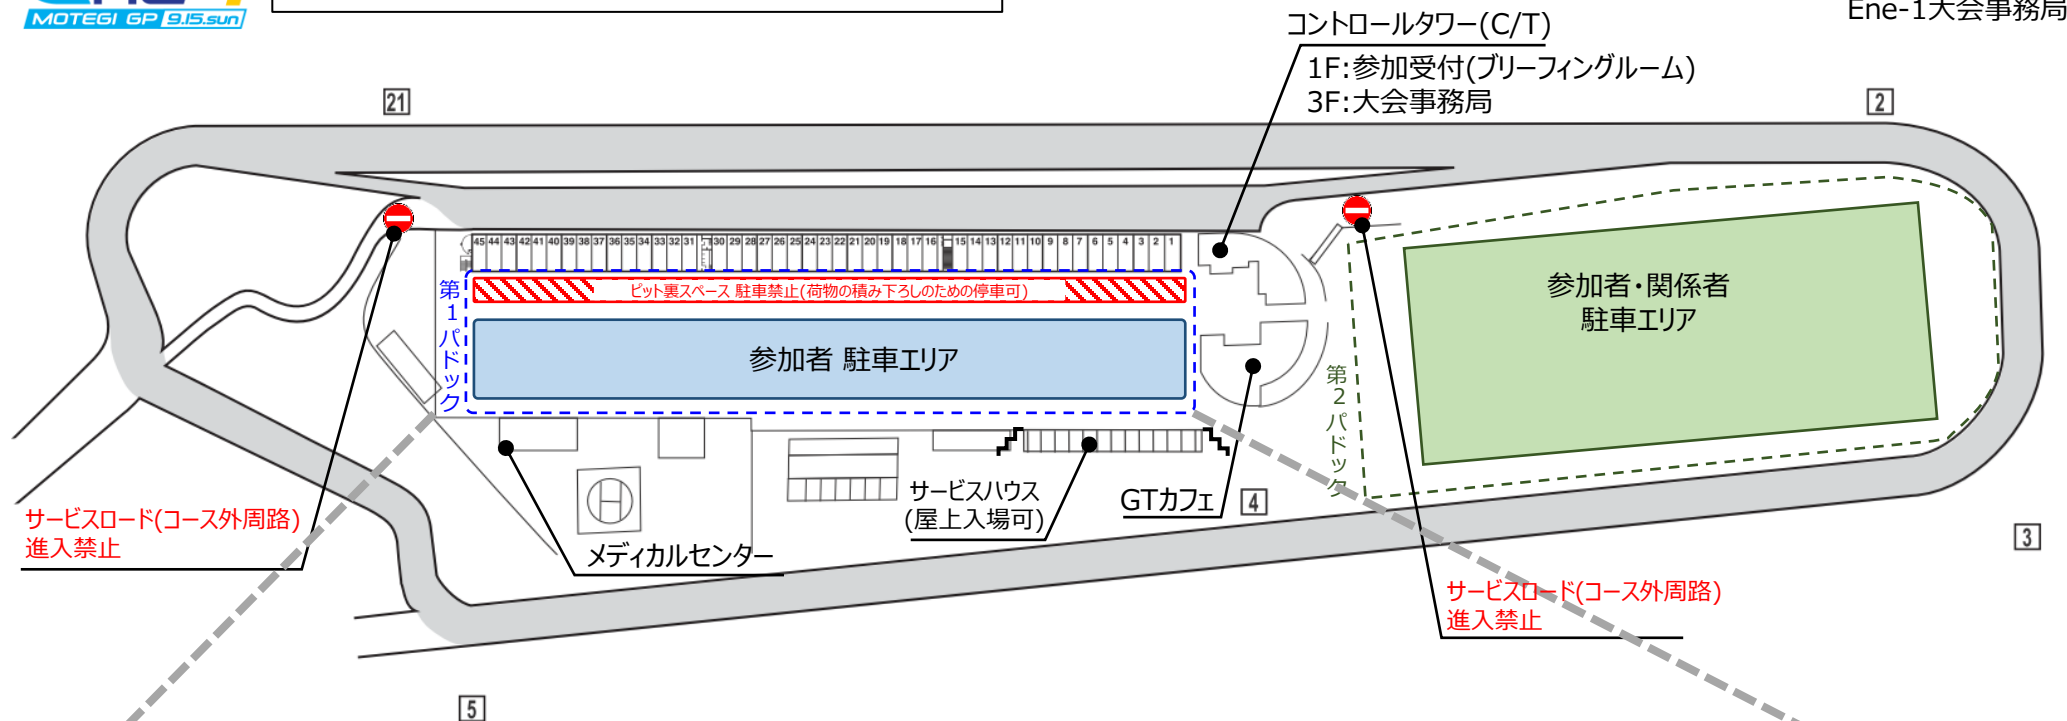 MOTEGI GP 9.15.sun
Ene-1大会事務局
コントロールタワー(C/T)
1F:参加受付(ブリーフィングルーム)
3F:大会事務局
21
2
45 44 43 42 41 40 39 38 37 36 35 34 33 32 31 30 29 28 27 26 25 24 23 22 21 20 19 18 17 16 15 14 13 12 11 10 9 8 7 6 5 4 3 2 1
第1パドック
ピット裏スペース 駐車禁止(荷物の積み下ろしのための停車可)
参加者 駐車エリア
参加者・関係者
駐車エリア
第2パドック
サービスロード(コース外周路)
進入禁止
メディカルセンター
サービスハウス
(屋上入場可)
GTカフェ
4
3
サービスロード(コース外周路)
進入禁止
5